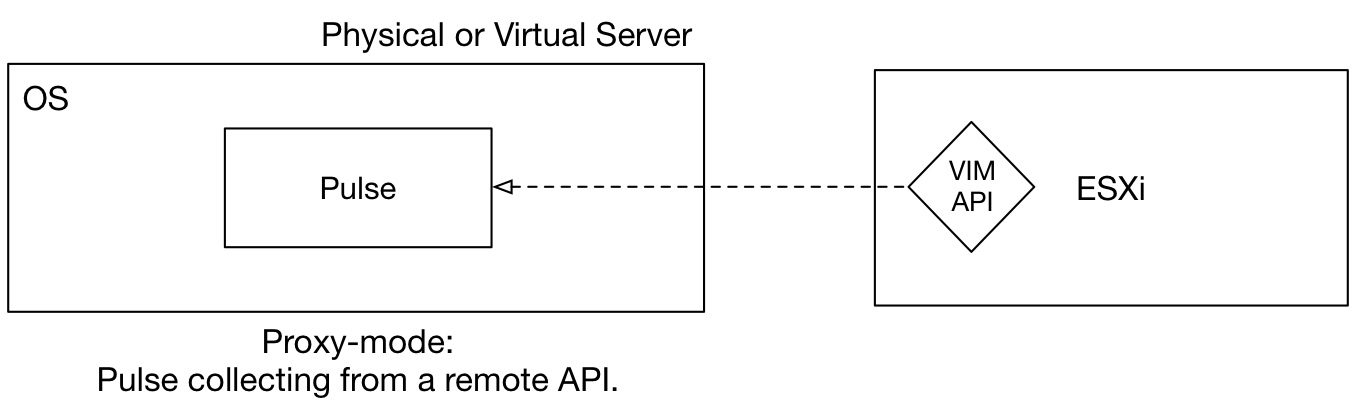 Physical or Virtual Server
OS
Pulse
VIM
API
ESXi
Proxy-mode:
Pulse collecting from a remote API.